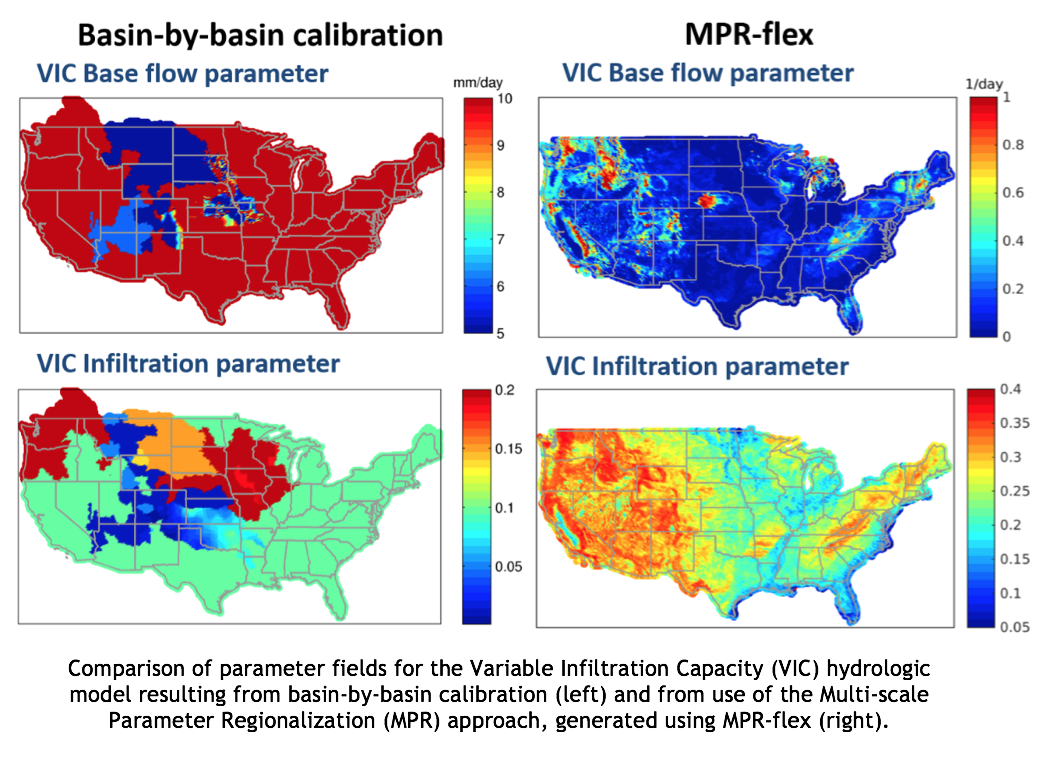 Basin-by-basin calibration
MPR-flex
VIC Base flow parameter
VIC Base flow parameter
mm/day
1/day
10
9
8
7
6
5
1
0.8
0.6
0.4
0.2
0
VIC Infiltration parameter
VIC Infiltration parameter
0.2
0.15
0.1
0.05
0.4
0.35
0.3
0.25
0.2
0.15
0.1
0.05
Comparison of parameter fields for the Variable Infiltration Capacity (VIC) hydrologic
model resulting from basin-by-basin calibration (left) and from use of the Multi-scale
Parameter Regionalization (MPR) approach, generated using MPR-flex (right).